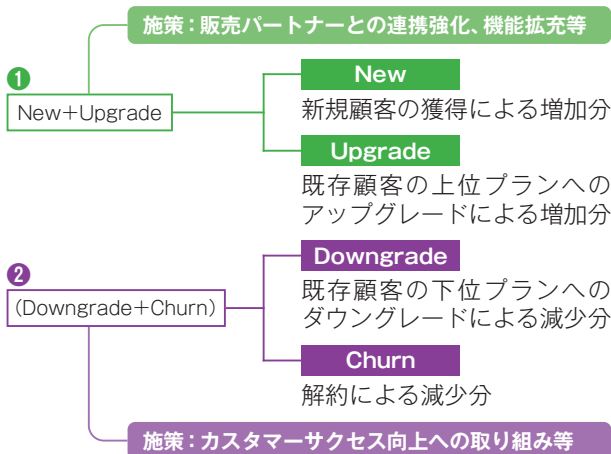 施策：販売パートナーとの連携強化、機能拡充等
❶
New+Upgrade
New
新規顧客の獲得による増加分
Upgrade
既存顧客の上位プランへの
アップグレードによる増加分
❷
(Downgrade+Churn)
Downgrade
既存顧客の下位プランへの
ダウングレードによる減少分
Churn
解約による減少分
施策：カスタマーサクセス向上への取り組み等